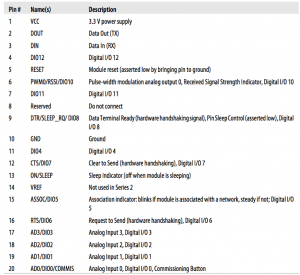 Pin # Name(s) Description
1 VCC 3.3 V power supply
2 DOUT Data Out (TX)
3 DIN Data In (RX)
4 DIO12 Digital I/O 12
5 RESET Module reset (asserted low by bringing pin to ground)
6 PWM0/RSSI/DIO10 Pulse-width modulation analog output 0, Received Signal Strength Indicator, Digital I/O 10
7 DIO11 Digital I/O 11
8 Reserved Do not connect
9 DTR/SLEEP_RQ/ DIO8 Data Terminal Ready (handshaking signal), Pin Sleep Control (asserted low), Digital
I/O 8
10 GND Ground
11 DIO4 Digital I/O 4
12 CTS/DIO7 Clear to Send (hardware handshaking), Digital I/O 7
13 ON/SLEEP Sleep Indicator (off when module is sleeping)
14 VREF Not used in Series 2
15 ASSOC/DIO5 Association indicator: blinks if module is associated with a network, steady if not; Digital I/O
5
16 RTS/DIO6 Request to Send (hardware handshaking), Digital I/O 6
17 AD3/DIO3 Analog Input 3, Digital I/O 3
18 AD2/DIO2 Analog Input 2, Digital I/O 2
19 AD1/DIO1 Analog Input 1, Digital I/O 1
20 AD0/DIO0/COMMIS Analog Input 0, Digital I/O 0, Commissioning Button